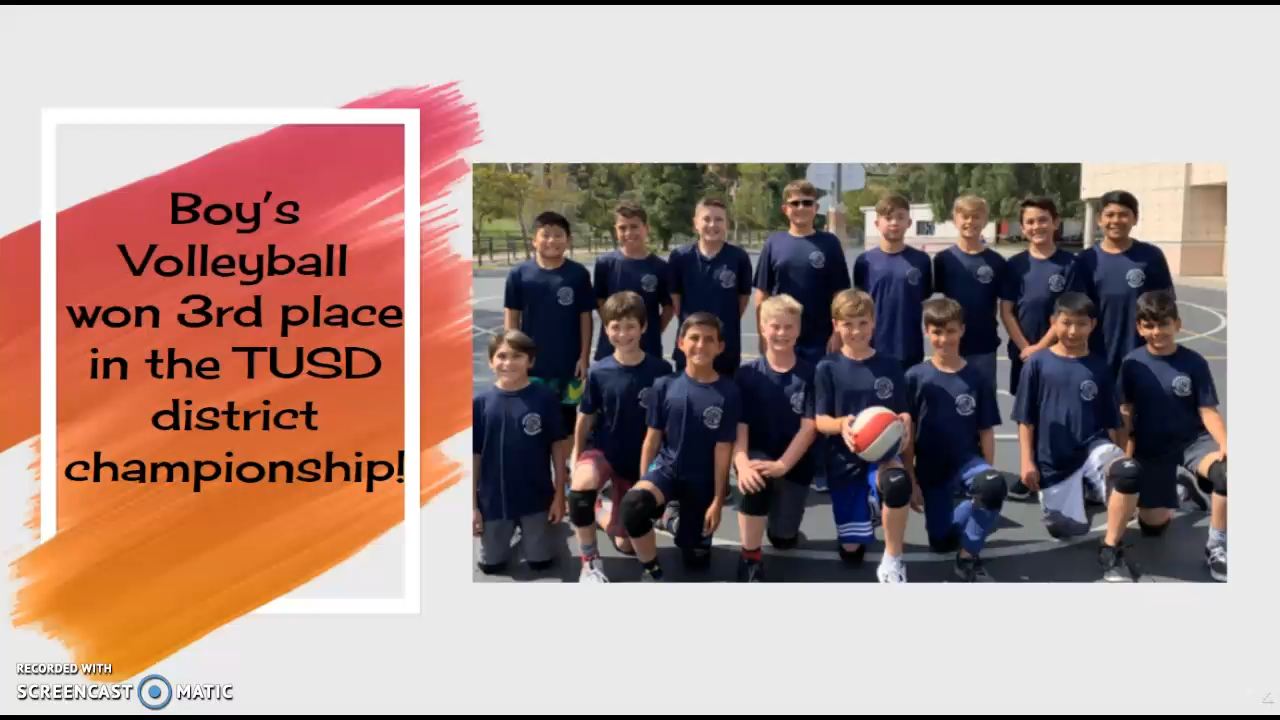 Boy's
Volleyball
won 3rd place
in the TUSD
district
championship!
RECORDED WITH
SCREENCAST MATIC